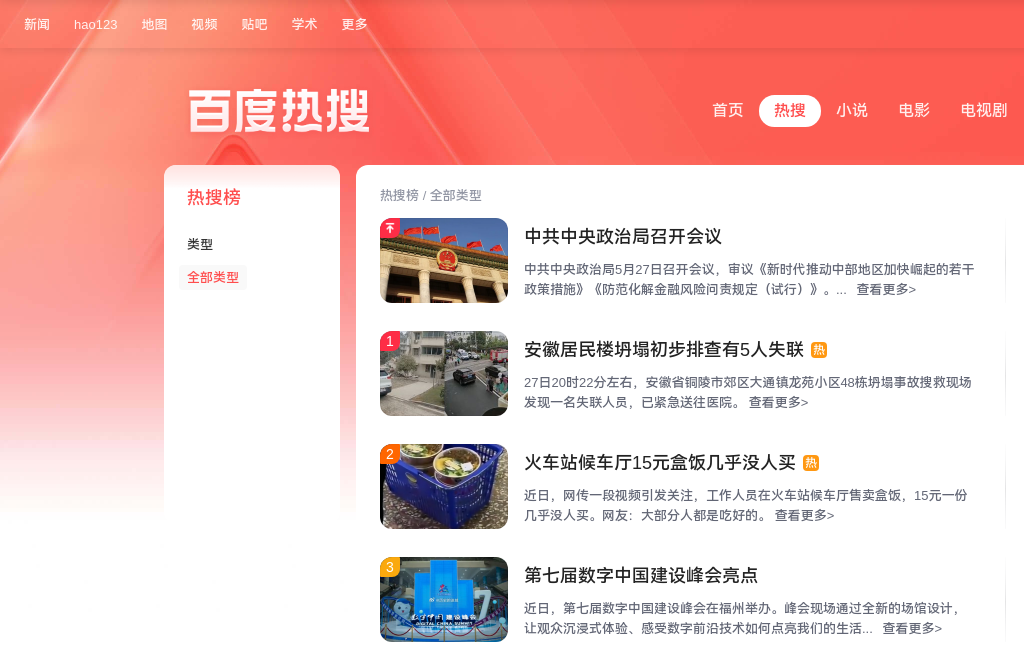 新闻 hao123 地图 视频 贴吧 学术 更多
百度热搜
首页 热搜 小说 电影 电视剧
热搜榜
类型
全部类型
热搜榜 / 全部类型
中共中央政治局召开会议
中共中央政治局5月27日召开会议，审议《新时代推动中部地区加快崛起的若干
政策措施》《防范化解金融风险问责规定（试行）》。... 查看更多>
1
安徽居民楼坍塌初步排查有5人失联 热
27日20时22分左右，安徽省铜陵市郊区大通镇龙苑小区48栋坍塌事故搜救现场
发现一名失联人员，已紧急送往医院。 查看更多>
2
火车站候车厅15元盒饭几乎没人买 热
近日，网传一段视频引发关注，工作人员在火车站候车厅售卖盒饭，15元一份
几乎没人买。网友：大部分人都是吃好的。 查看更多>
3
数字中国建设峰会
DIGITAL CHINA SUMMIT
7
第七届数字中国建设峰会亮点
近日，第七届数字中国建设峰会在福州举办。峰会现场通过全新的场馆设计，
让观众沉浸式体验、感受数字前沿技术如何点亮我们的生活... 查看更多>